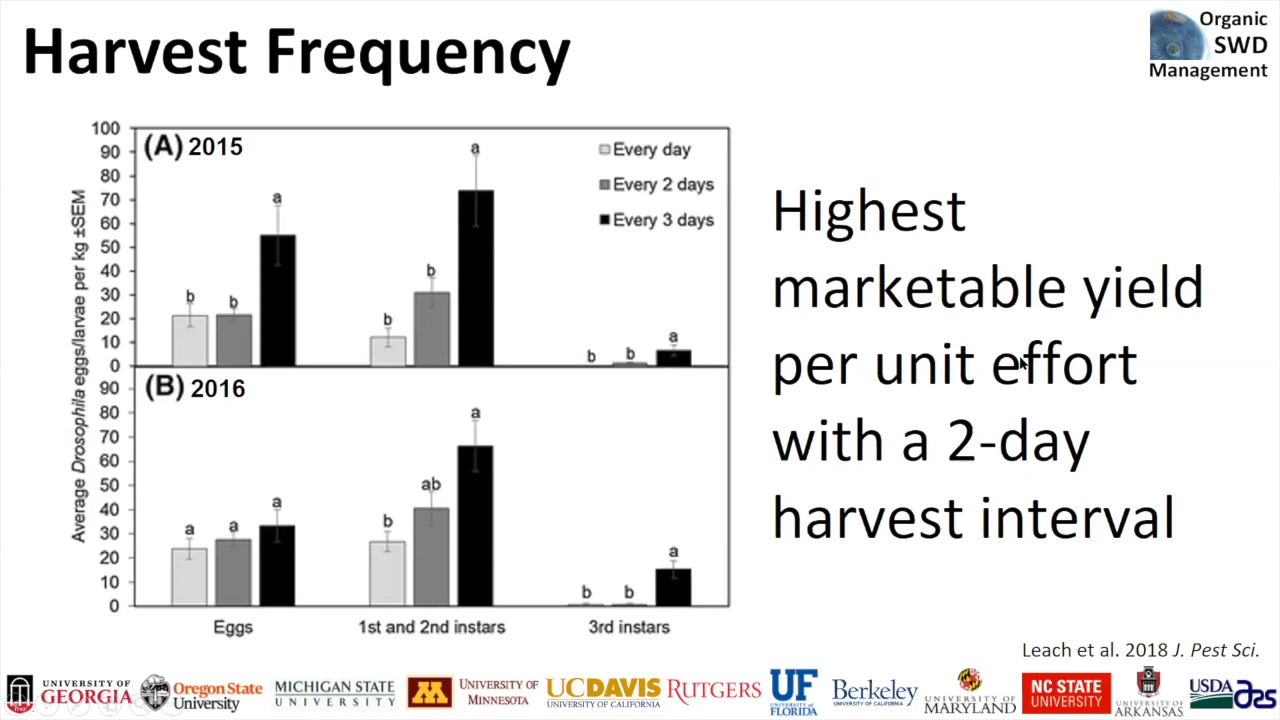 Harvest Frequency
Organic
SWD
Management
Average Drosophila eggs/larvae per kg ±SEM
100
90
80
70
60
50
40
30
20
10
0
(A) 2015
Every day
Every 2 days
Every 3 days
b
b
a
b
b
a
b
b
a
90
80
70
60
50
40
30
20
10
0
(B) 2016
a
a
a
b
ab
a
b
b
a
Eggs
1st and 2nd instars
3rd instars
Highest
marketable yield
per unit effort
with a 2-day
harvest interval
Leach et al. 2018 J. Pest Sci.
UNIVERSITY OF
GEORGIA
Oregon State
University
MICHIGAN STATE
UNIVERSITY
M
UNIVERSITY OF
MINNESOTA
UCDAVIS
UNIVERSITY OF CALIFORNIA
RUTGERS
UF
UNIVERSITY of
FLORIDA
Berkeley
UNIVERSITY OF CALIFORNIA
UNIVERSITY OF
MARYLAND
NC STATE
UNIVERSITY
UNIVERSITY OF
ARKANSAS
USDA
ars